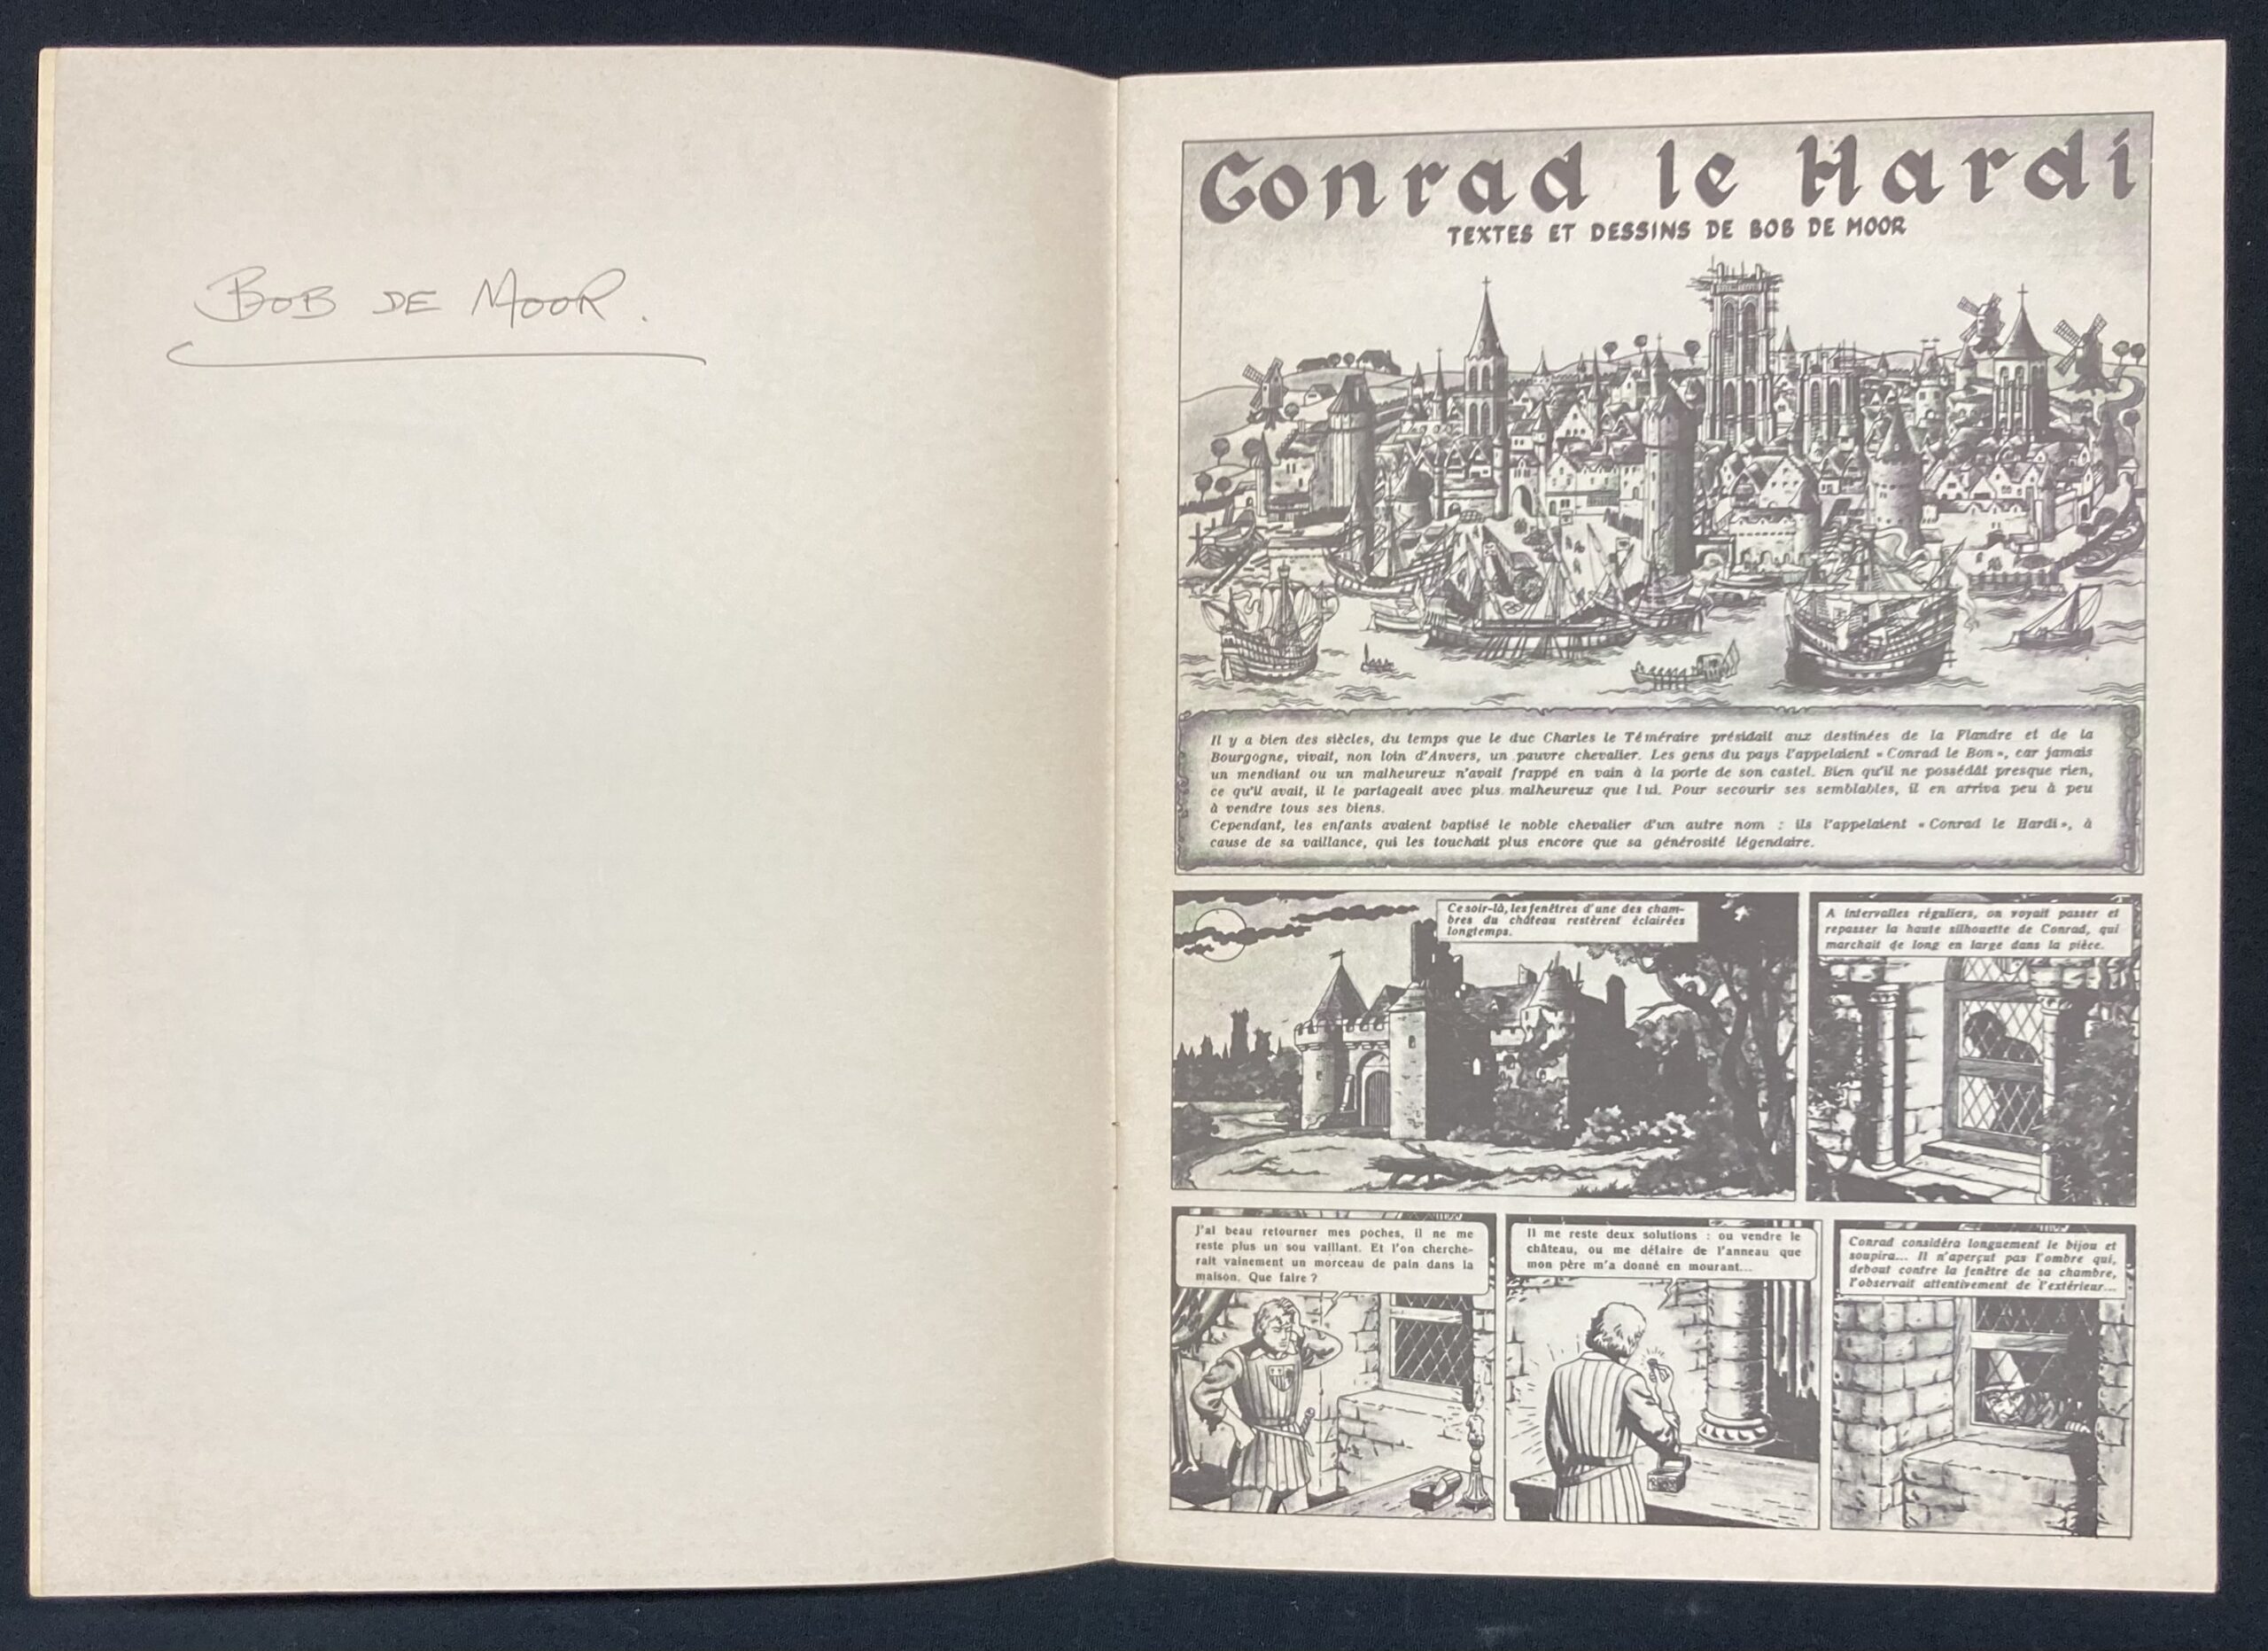 BOB DE MOOR.
Conrad le Hardi
TEXTES ET DESSINS DE BOB DE MOOR
Il y a bien des siècles, du temps que le duc Charles le Téméraire présidait aux destinées de la Flandre et de la
Bourgogne, vivait, non loin d'Anvers, un pauvre chevalier. Les gens du pays l'appelaient « Conrad le Bon », car jamais
un mendiant ou un malheureux n'avait frappé en vain à la porte de son castel. Bien qu'il ne possédât presque rien,
ce qu'il avait, il le partageait avec plus malheureux que lui. Pour secourir ses semblables, il en arriva peu à peu
à vendre tous ses biens.
Cependant, les enfants avaient baptisé le noble chevalier d'un autre nom : ils l'appelaient « Conrad le Hardi », à
cause de sa vaillance, qui les touchait plus encore que sa générosité légendaire.
Ce soir-là, les fenêtres d'une des cham-
bres du château restèrent éclairées
longtemps.
A intervalles réguliers, on voyait passer et
repasser la haute silhouette de Conrad, qui
marchait de long en large dans la pièce.
J'ai beau retourner mes poches, il ne me
reste plus un sou vaillant. Et l'on cherche-
rait vainement un morceau de pain dans la
maison. Que faire ?
Il me reste deux solutions : ou vendre le
château, ou me défaire de l'anneau que
mon père m'a donné en mourant...
Conrad considéra longuement le bijou et
soupira... Il n'aperçut pas l'ombre qui,
debout contre la fenêtre de sa chambre,
l'observait attentivement de l'extérieur...